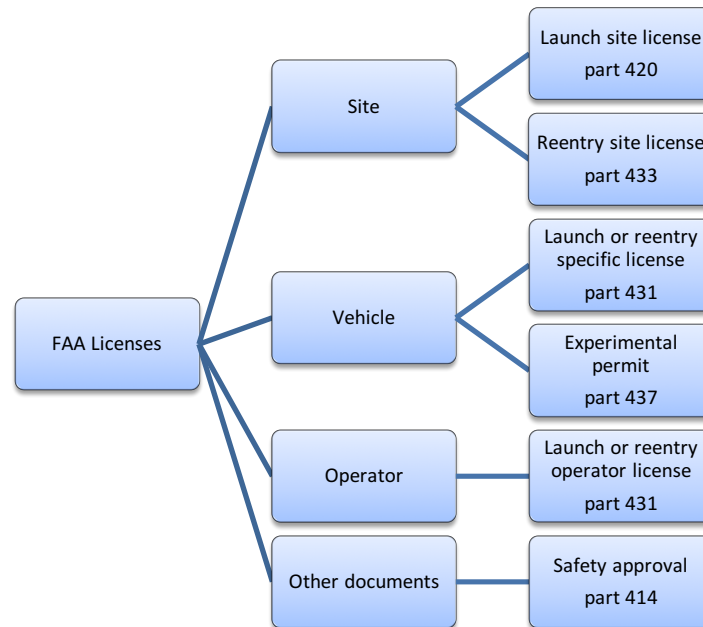 FAA Licenses
Site
Launch site license
part 420
Reentry site license
part 433
Vehicle
Launch or reentry
specific license
part 431
Experimental
permit
part 437
Operator
Launch or reentry
operator license
part 431
Other documents
Safety approval
part 414